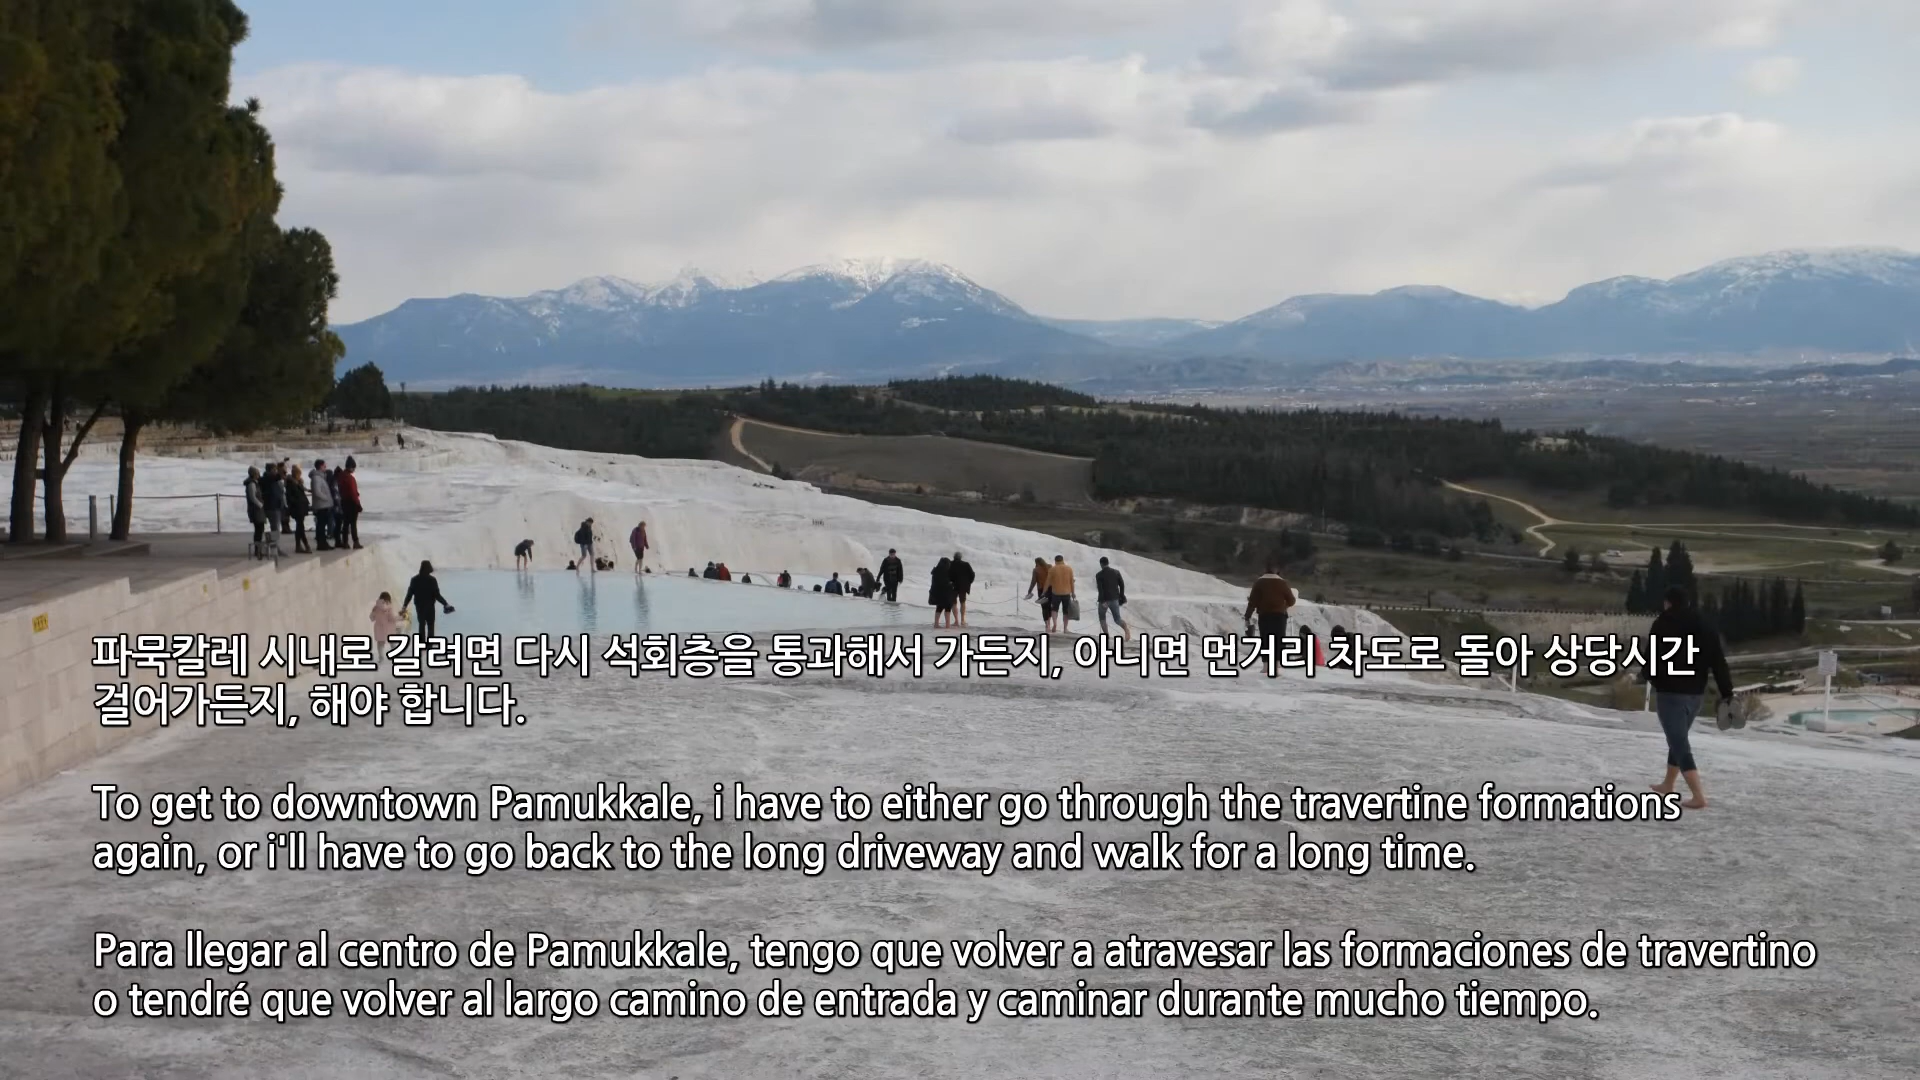 파묵칼레 시내로 갈려면 다시 석회층을 통과해서 가든지, 아니면 먼거리 차도로 돌아 상당시간
걸어가든지, 해야 합니다.
To get to downtown Pamukkale, i have to either go through the travertine formations
again, or i'll have to go back to the long driveway and walk for a long time.
Para llegar al centro de Pamukkale, tengo que volver a atravesar las formaciones de travertino
o tendré que volver al largo camino de entrada y caminar durante mucho tiempo.